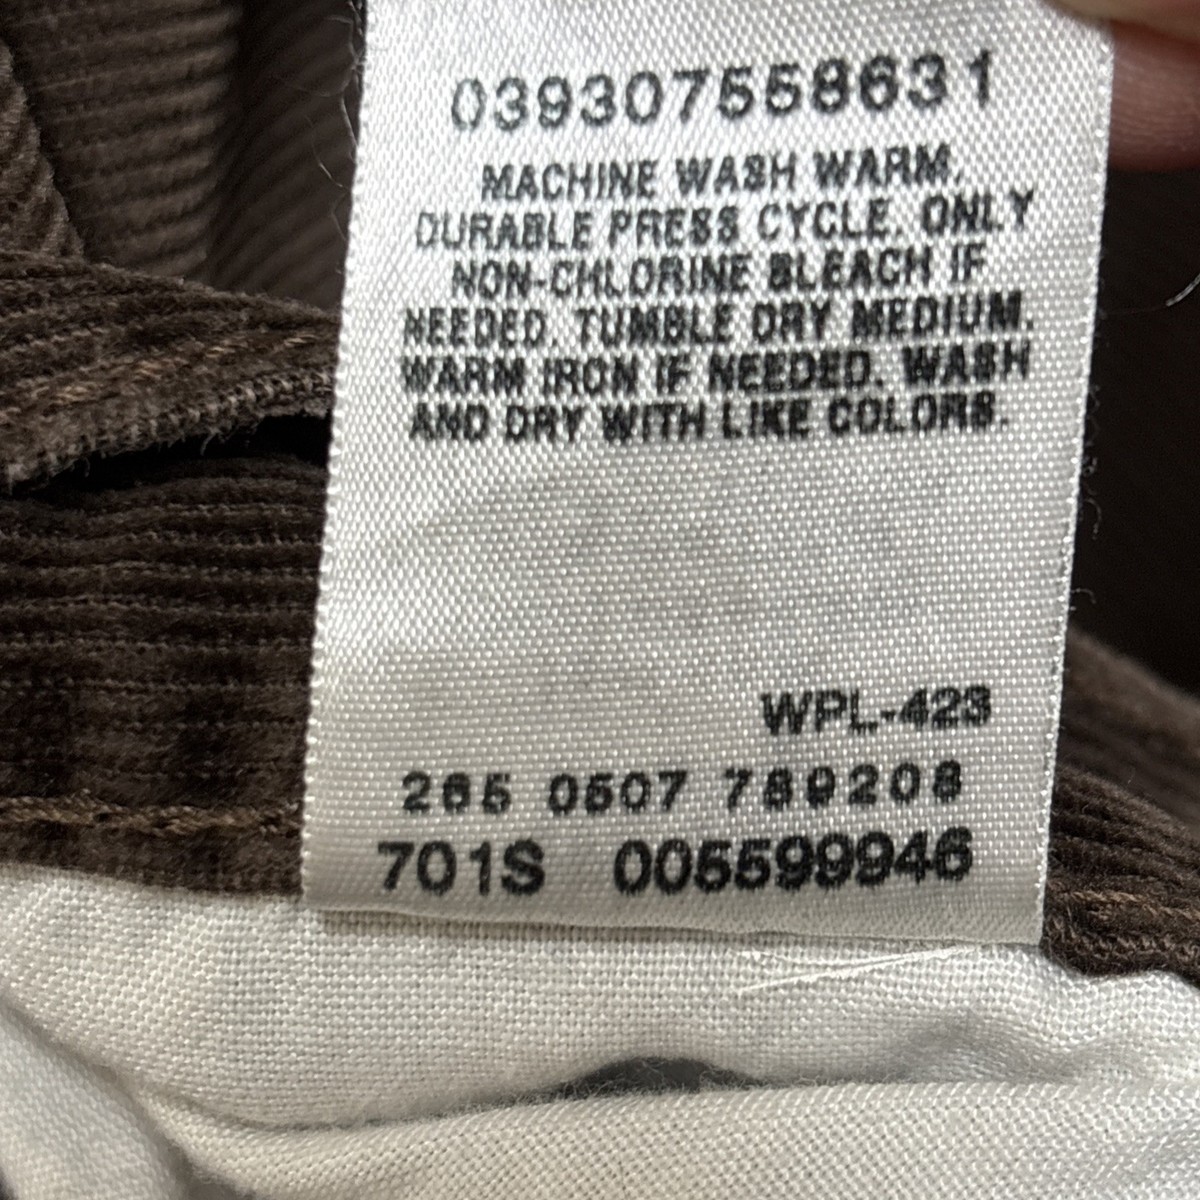 039307558631
MACHINE WASH WARM,
DURABLE PRESS CYCLE. ONLY
NON-CHLORINE BLEACH IF
NEEDED. TUMBLE DRY MEDIUM.
WARM IRON IF NEEDED. WASH
AND DRY WITH LIKE COLORS.
WPL-423
265 0507 789208
701S 005599946